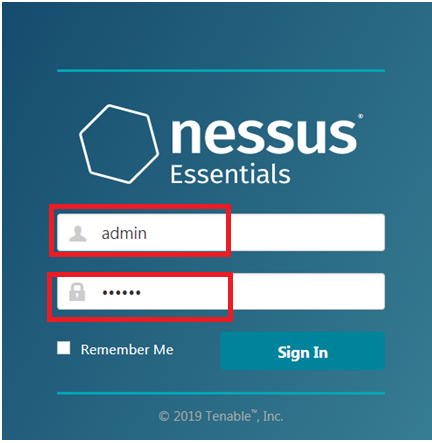 nessus®
Essentials
admin
••••••
Remember Me
Sign In
© 2019 Tenable™, Inc.